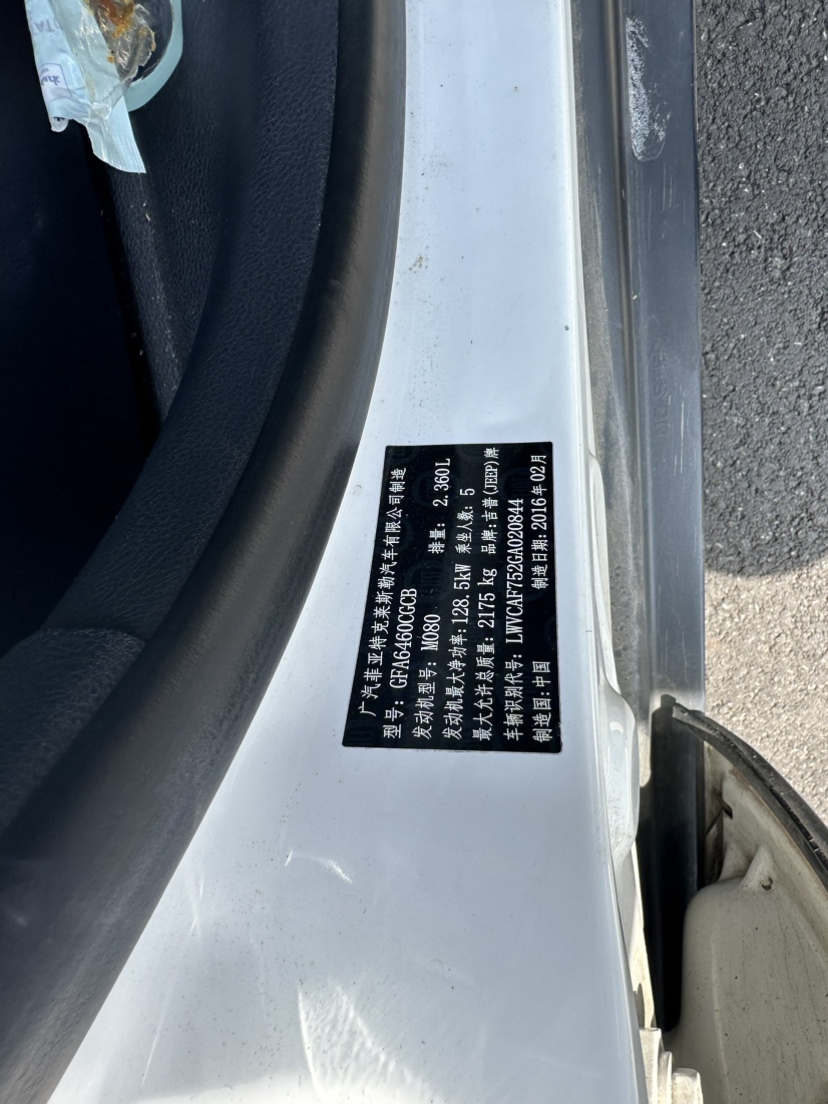 广汽菲亚特克莱斯勒汽车有限公司制造
型号: GFA6460CGCB
发动机型号: M080 排量: 2.360L
发动机最大净功率:128.5kW 乘坐人数: 5
最大允许总质量: 2175 kg 品牌:吉普(JEEP)牌
车辆识别代号: LWVCAF752GA020844
制造国:中国 制造日期:2016年02月